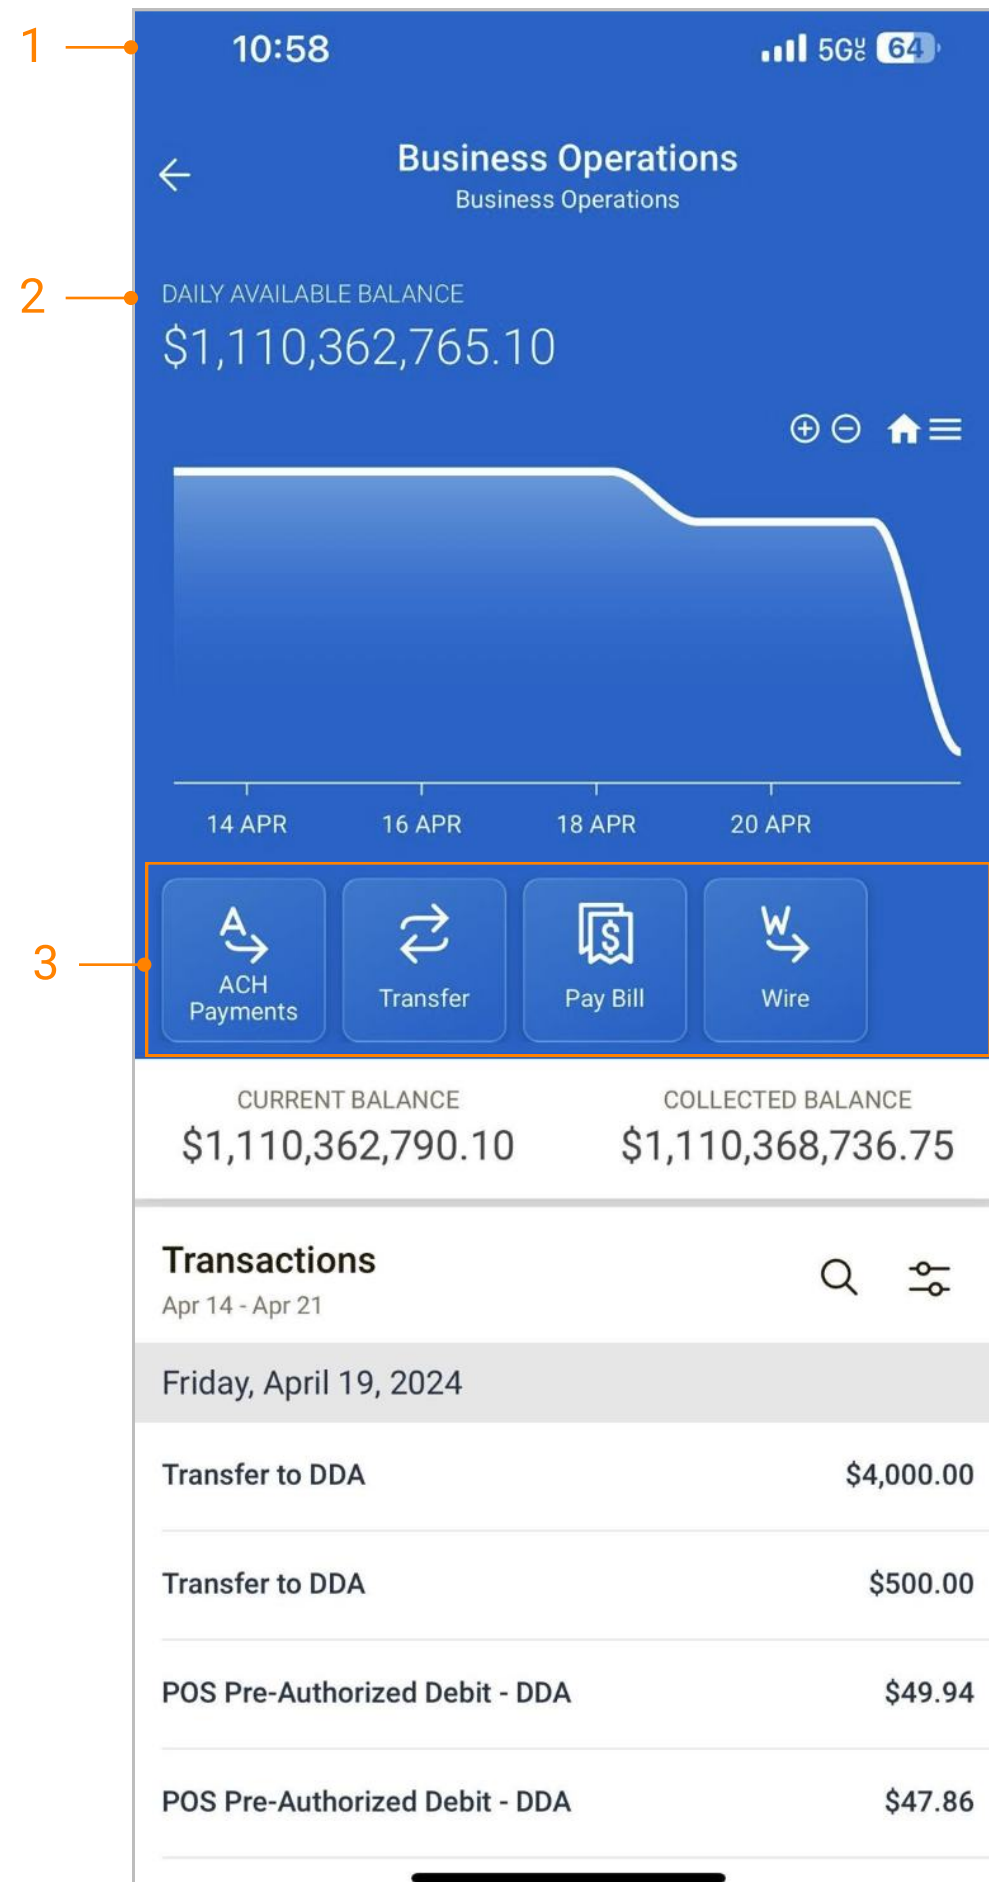 1
10:58
5G UC 64
Business Operations
Business Operations
2
DAILY AVAILABLE BALANCE
$1,110,362,765.10
14 APR 16 APR 18 APR 20 APR
3
ACH
Payments
Transfer
Pay Bill
Wire
CURRENT BALANCE
$1,110,362,790.10
COLLECTED BALANCE
$1,110,368,736.75
Transactions
Apr 14 - Apr 21
Friday, April 19, 2024
Transfer to DDA $4,000.00
Transfer to DDA $500.00
POS Pre-Authorized Debit - DDA $49.94
POS Pre-Authorized Debit - DDA $47.86